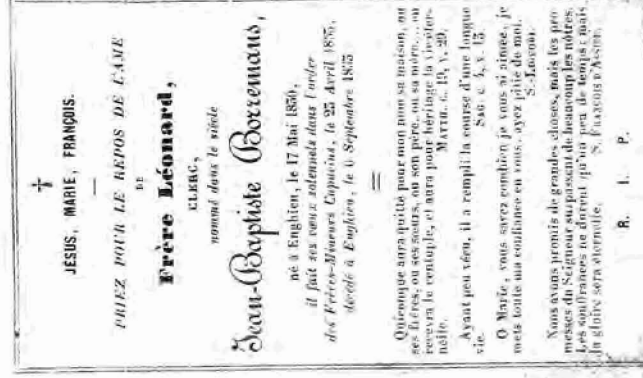 †
JÉSUS, MARIE, FRANÇOIS.
PRIEZ POUR LE REPOS DE L'AME
DE
Frère Léonard,
CLERC,
nommé dans le siècle
Jean-Baptiste Borremans,
né à Enghien, le 17 Mai 1850,
il fait ses vœux solennels dans l'ordre
des Frères-Mineurs Capucins, le 25 Avril 1875,
décédé à Enghien, le 6 Septembre
Quiconque aura quitté pour mon nom sa maison, ou
ses frères, ou ses sœurs, ou son père, ou sa mère... en
recevra le centuple, et aura pour héritage la vie éter-
nelle.
MATTH. C. 19, v. 29.
Ayant peu vécu, il a rempli la course d'une longue
vie.
SAG. c. 4, v. 13.
O Marie, vous savez combien je vous ai aimée, je
mets toute ma confiance en vous, ayez pitié de moi.
S.-LIGUORI.
Nous avons promis de grandes choses, mais les pro-
messes du Seigneur surpassent de beaucoup les nôtres.
Les souffrances ne durent qu'un peu de temps; mais
la gloire sera éternelle.
S. FRANÇOIS D'ASSISE.
R. I. P.